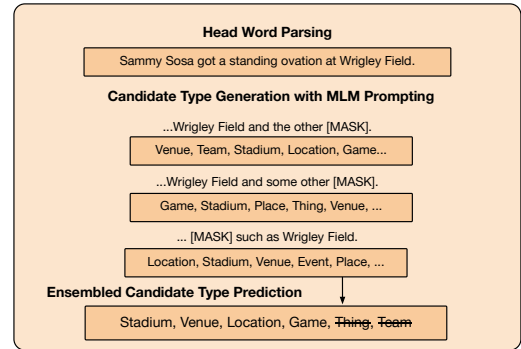 Head Word Parsing
Sammy Sosa got a standing ovation at Wrigley Field.
Candidate Type Generation with MLM Prompting
...Wrigley Field and the other [MASK].
Venue, Team, Stadium, Location, Game...
...Wrigley Field and some other [MASK].
Game, Stadium, Place, Thing, Venue, ...
... [MASK] such as Wrigley Field.
Location, Stadium, Venue, Event, Place, ...
Ensembled Candidate Type Prediction
Stadium, Venue, Location, Game, Thing, Team